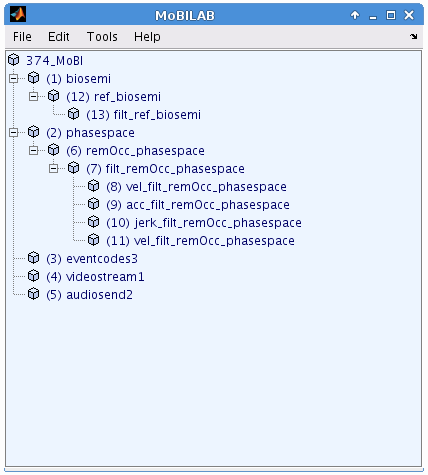 MoBILAB
File Edit Tools Help
374_MoBI
(1) biosemi
(12) ref_biosemi
(13) filt_ref_biosemi
(2) phasespace
(6) remOcc_phasespace
(7) filt_remOcc_phasespace
(8) vel_filt_remOcc_phasespace
(9) acc_filt_remOcc_phasespace
(10) jerk_filt_remOcc_phasespace
(11) vel_filt_remOcc_phasespace
(3) eventcodes3
(4) videostream1
(5) audiosend2